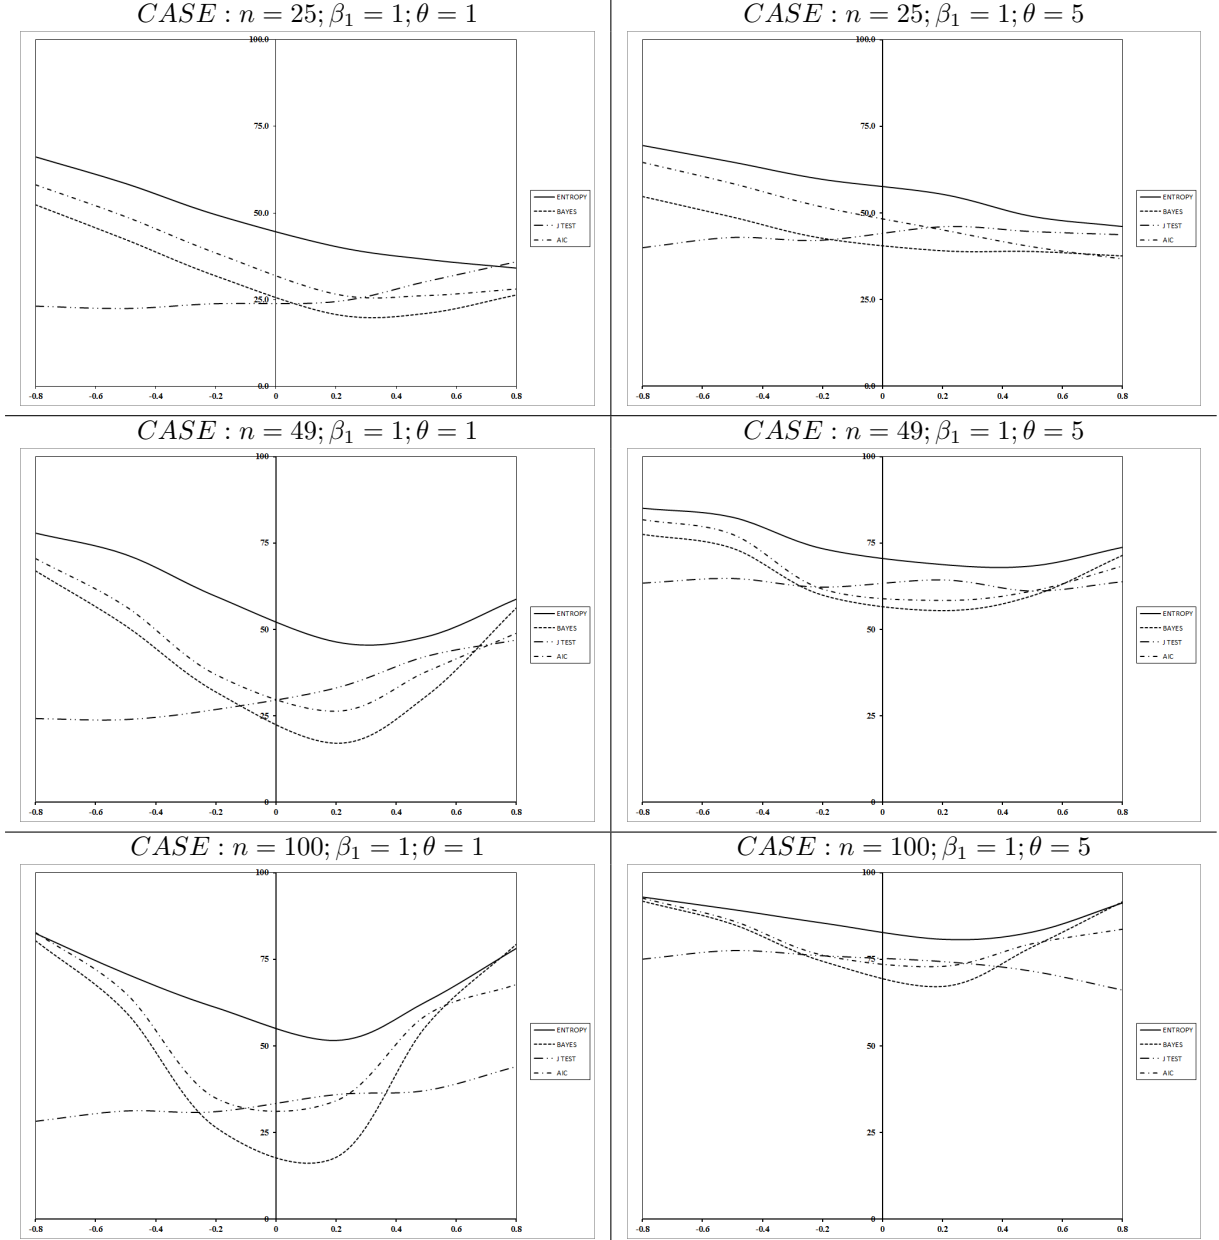 CASE : n = 25; β₁ = 1; θ = 1
100.0
75.0
50.0
25.0
0.0
-0.8 -0.6 -0.4 -0.2 0 0.2 0.4 0.6 0.8
ENTROPY
BAYES
J TEST
AIC
CASE : n = 25; β₁ = 1; θ = 5
100.0
75.0
50.0
25.0
0.0
-0.8 -0.6 -0.4 -0.2 0 0.2 0.4 0.6 0.8
ENTROPY
BAYES
J TEST
AIC
CASE : n = 49; β₁ = 1; θ = 1
100
75
50
25
0
-0.8 -0.6 -0.4 -0.2 0 0.2 0.4 0.6 0.8
ENTROPY
BAYES
J TEST
AIC
CASE : n = 49; β₁ = 1; θ = 5
100
75
50
25
0
-0.8 -0.6 -0.4 -0.2 0 0.2 0.4 0.6 0.8
ENTROPY
BAYES
J TEST
AIC
CASE : n = 100; β₁ = 1; θ = 1
100
75
50
25
0
-0.8 -0.6 -0.4 -0.2 0 0.2 0.4 0.6 0.8
ENTROPY
BAYES
J TEST
AIC
CASE : n = 100; β₁ = 1; θ = 5
100
75
50
25
0
-0.8 -0.6 -0.4 -0.2 0 0.2 0.4 0.6 0.8
ENTROPY
BAYES
J TEST
AIC